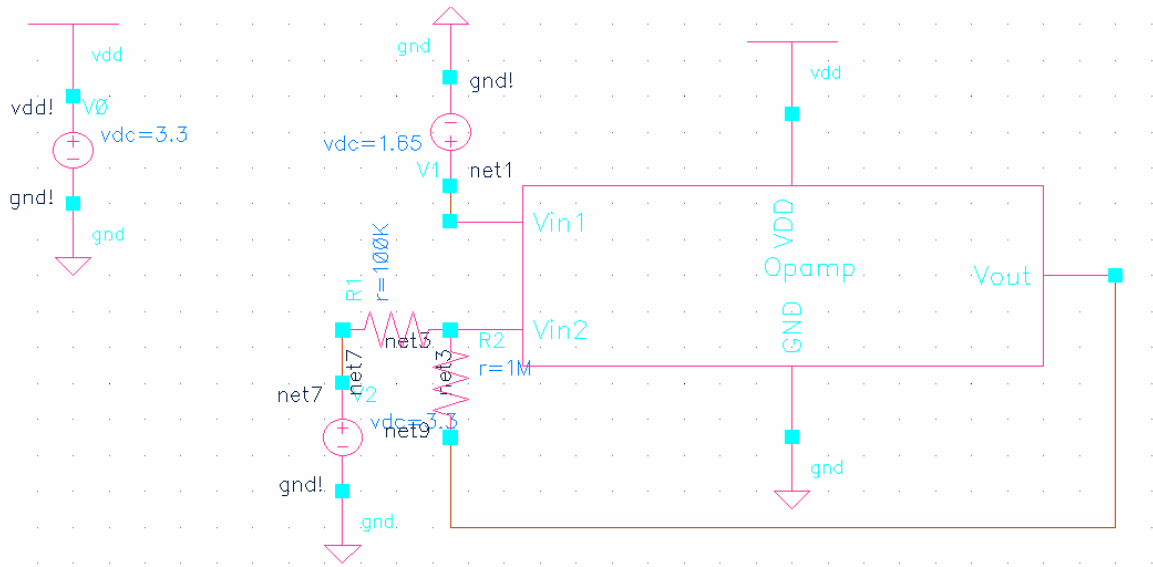 vdd
vdd!
VØ
vdc=3.3
gnd!
gnd
gnd
gnd!
vdc=1.65
V1
net1
vdd
Vin1
VDD
Opamp
GND
Vout
Vin2
R1
r=100K
net3
net7
net3
R2
r=1M
net7
V2
vdc=3.3
net9
gnd!
gnd
gnd